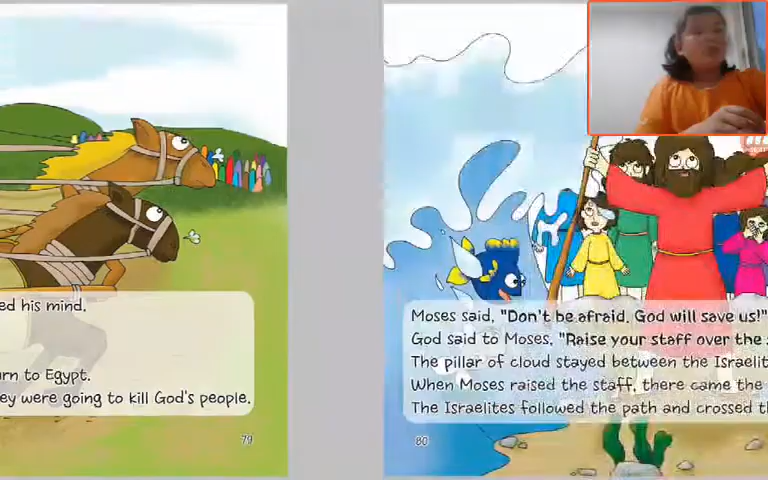 ed his mind.
rn to Egypt.
ey were going to kill God's people.
79
Moses said, "Don't be afraid. God will save us!"
God said to Moses, "Raise your staff over the
The pillar of cloud stayed between the Israelit
When Moses raised the staff, there came the
The Israelites followed the path and crossed th
80